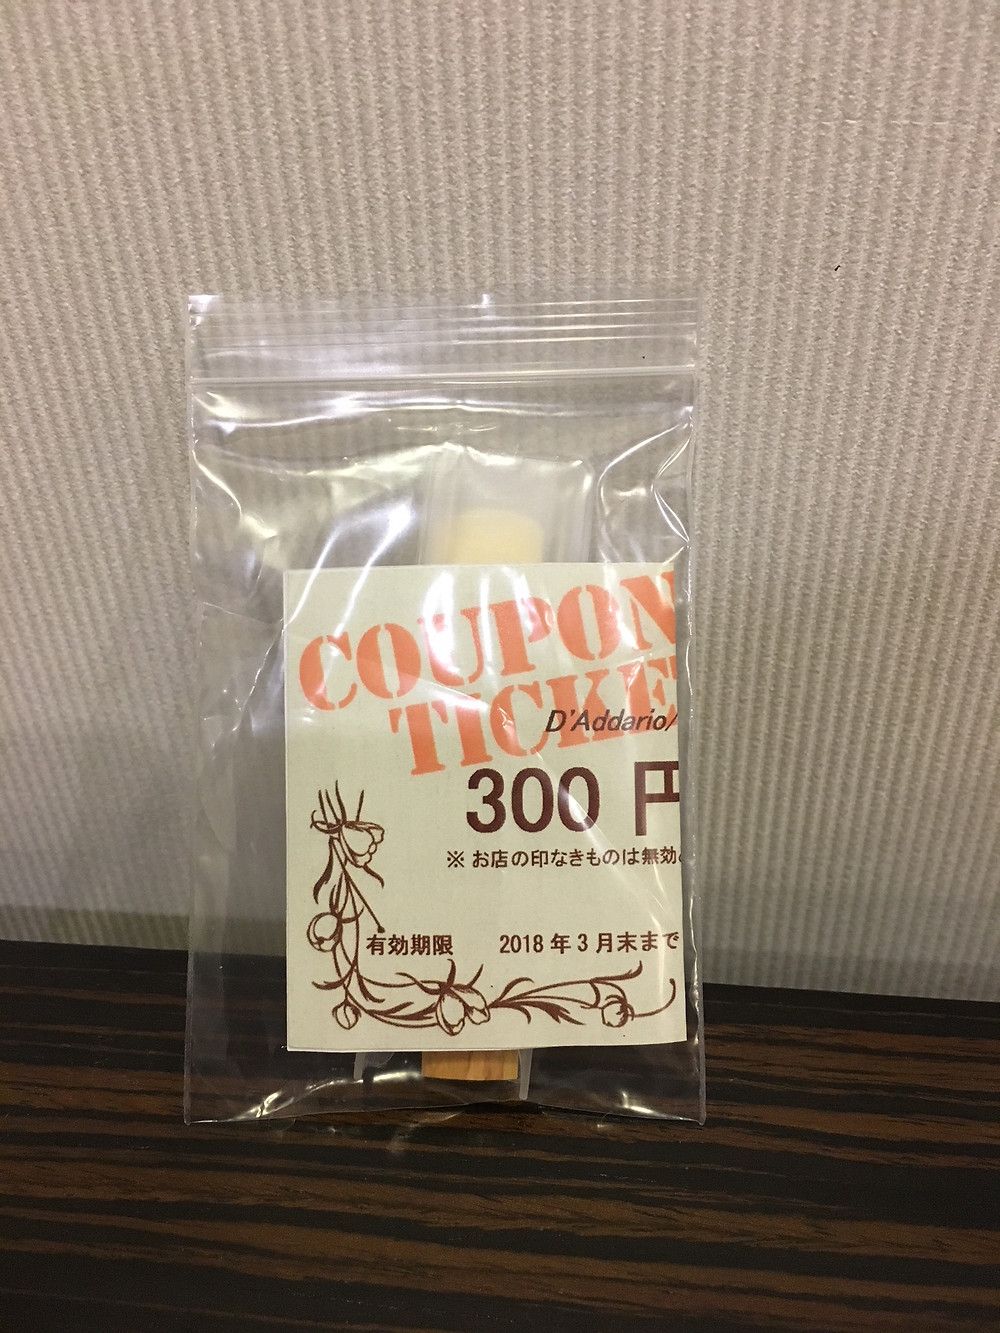 COUPON
TICKE
D'Addario/
300 円
※ お店の印なきものは無効
有効期限 2018 年 3 月末まで